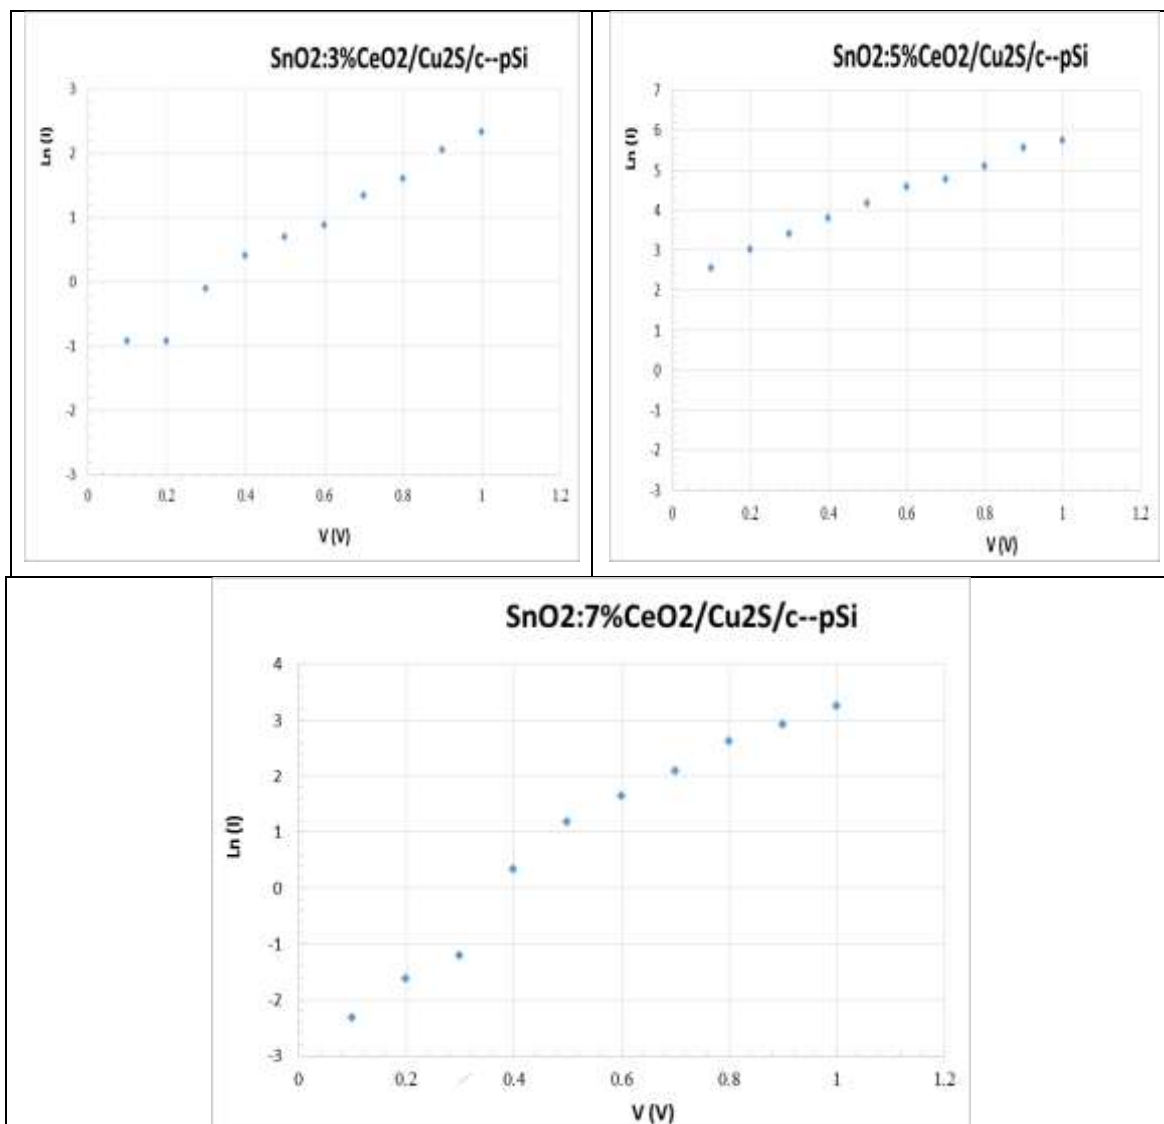 SnO2:3%CeO2/Cu2S/c--pSi
3
2
1
0
-1
-2
-3
Ln (I)
0 0.2 0.4 0.6 0.8 1 1.2
V (V)
SnO2:5%CeO2/Cu2S/c--pSi
7
6
5
4
3
2
1
0
-1
-2
-3
Ln (I)
0 0.2 0.4 0.6 0.8 1 1.2
V (V)
SnO2:7%CeO2/Cu2S/c--pSi
4
3
2
1
0
-1
-2
-3
Ln (I)
0 0.2 0.4 0.6 0.8 1 1.2
V (V)